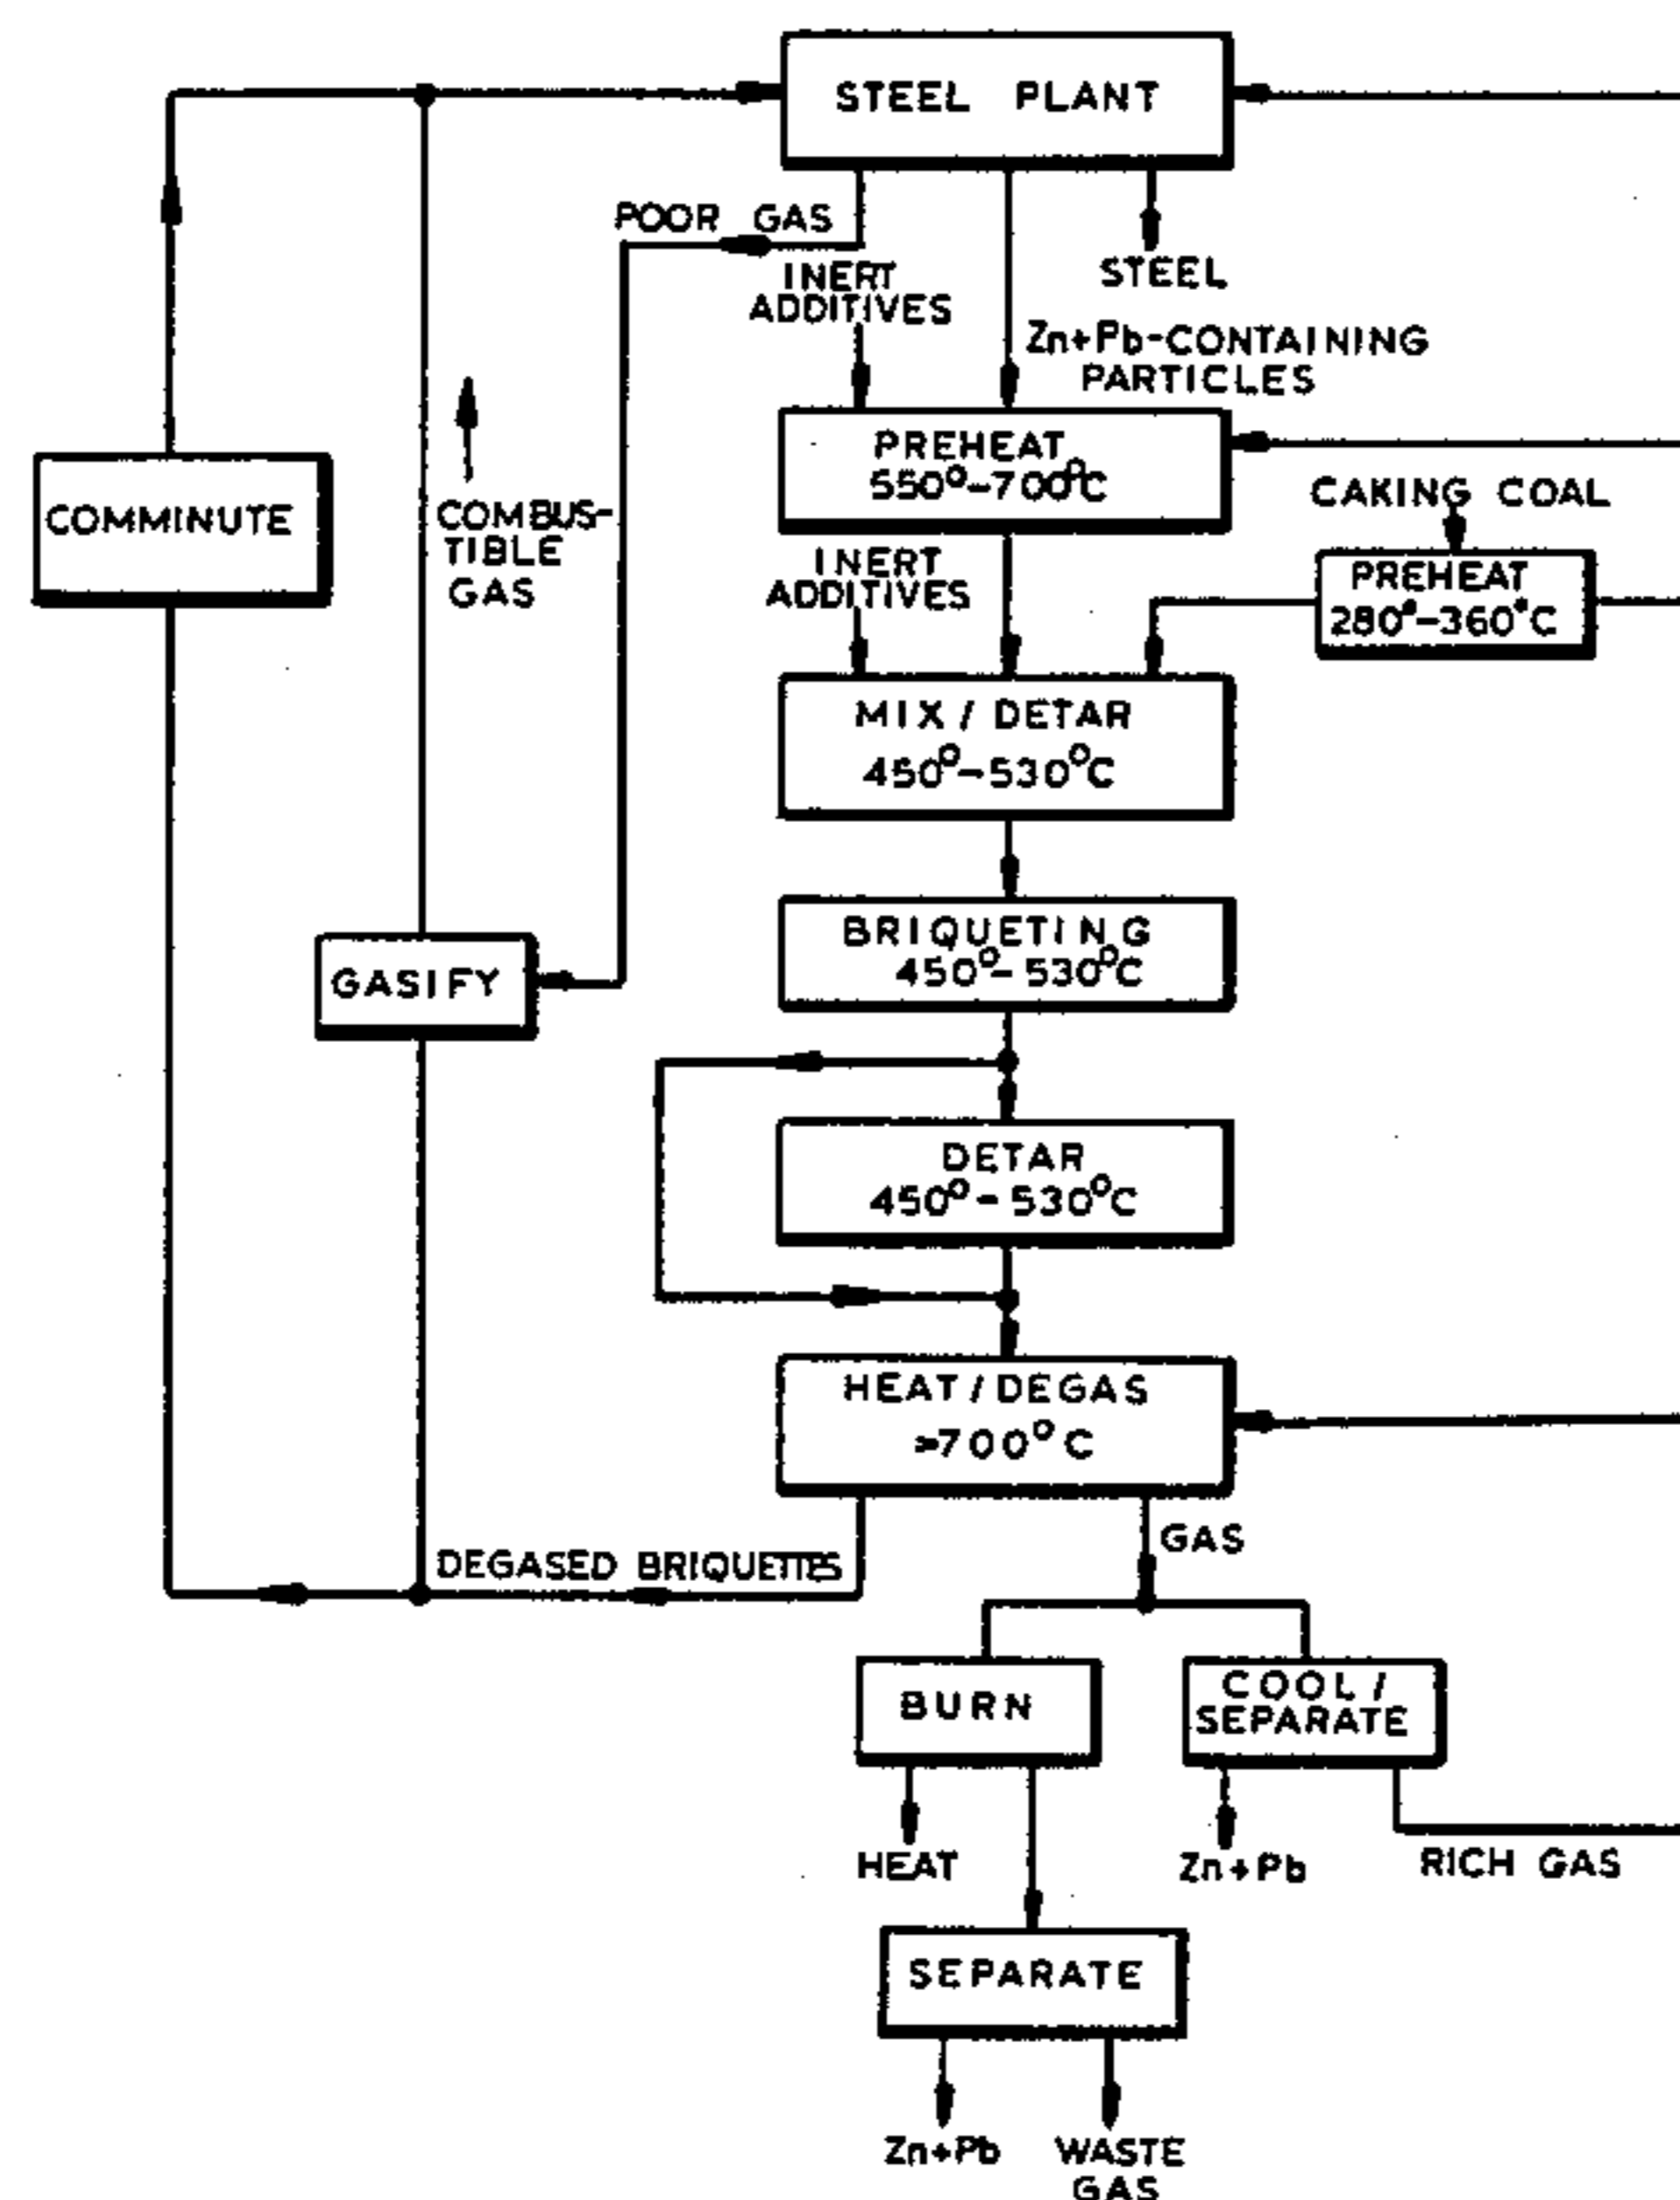 STEEL PLANT
POOR GAS
INERT
ADDITIVES
STEEL
Zn+Pb-CONTAINING
PARTICLES
PREHEAT
550°-700°C
CAKING COAL
COMMINUTE
COMBUS-
TIBLE
GAS
INERT
ADDITIVES
PREHEAT
280°-360°C
MIX / DETAR
450°-530°C
BRIQUETING
450°-530°C
GASIFY
DETAR
450°-530°C
HEAT/DEGAS
>700°C
GAS
DEGASED BRIQUETTES
BURN
COOL/
SEPARATE
HEAT
Zn+Pb
RICH GAS
SEPARATE
Zn+Pb
WASTE
GAS